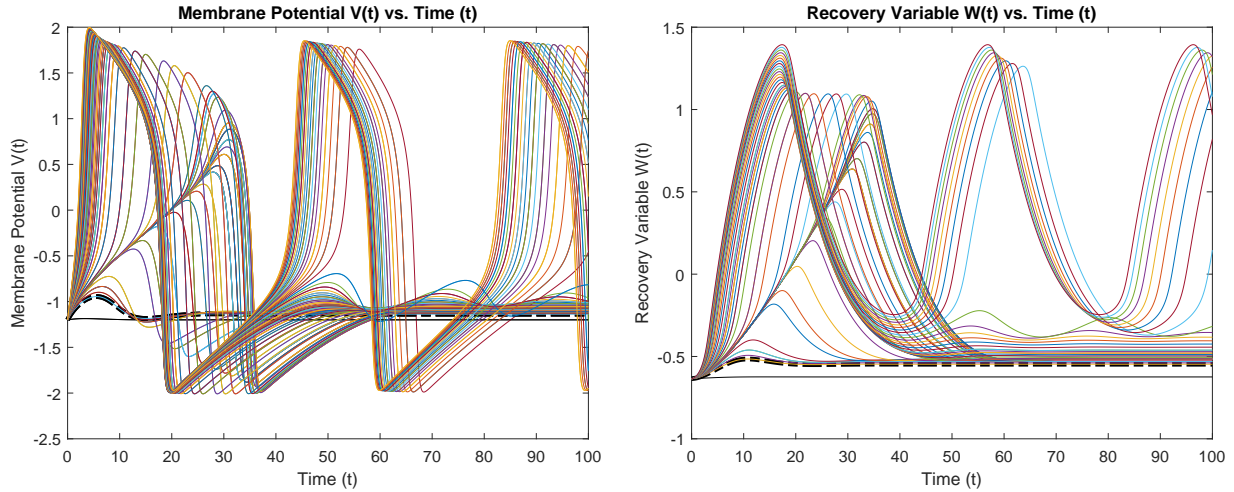 Membrane Potential V(t) vs. Time (t)
Membrane Potential V(t)
2
1.5
1
0.5
0
-0.5
-1
-1.5
-2
-2.5
0 10 20 30 40 50 60 70 80 90 100
Time (t)
Recovery Variable W(t) vs. Time (t)
Recovery Variable W(t)
1.5
1
0.5
0
-0.5
-1
0 10 20 30 40 50 60 70 80 90 100
Time (t)